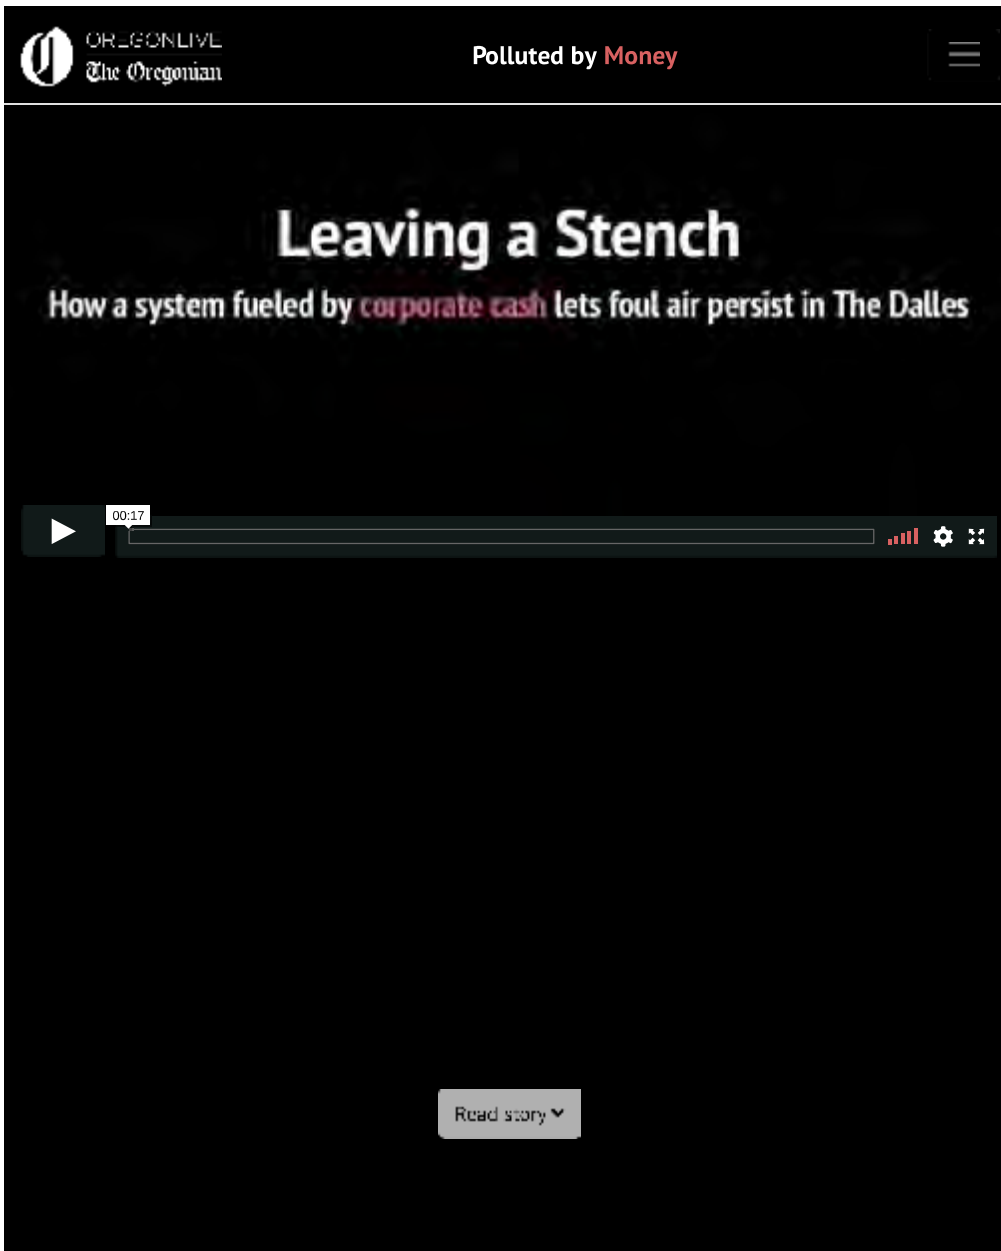 OREGONLIVE
The Oregonian
Polluted by Money
Leaving a Stench
How a system fueled by corporate cash lets foul air persist in The Dalles
00:17
Read story